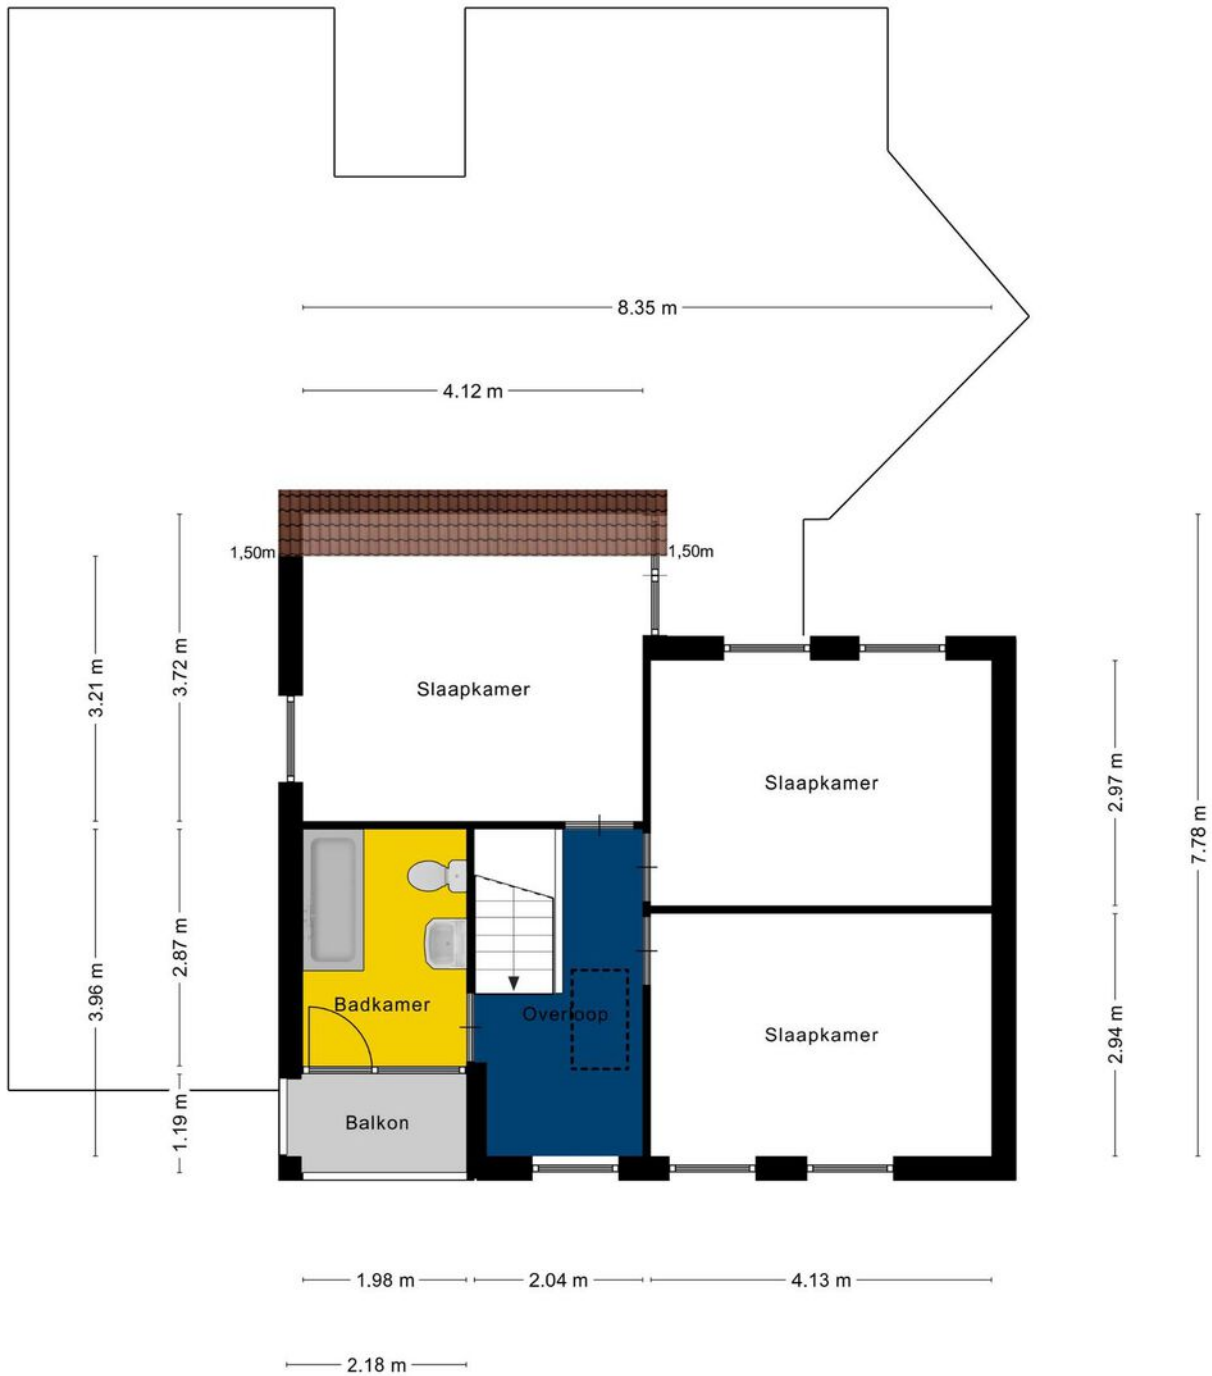 8.35 m
4.12 m
1,50m
1,50m
3.21 m
3.72 m
Slaapkamer
Slaapkamer
2.97 m
7.78 m
3.96 m
2.87 m
Badkamer
Overloop
Slaapkamer
2.94 m
1.19 m
Balkon
1.98 m
2.04 m
4.13 m
2.18 m